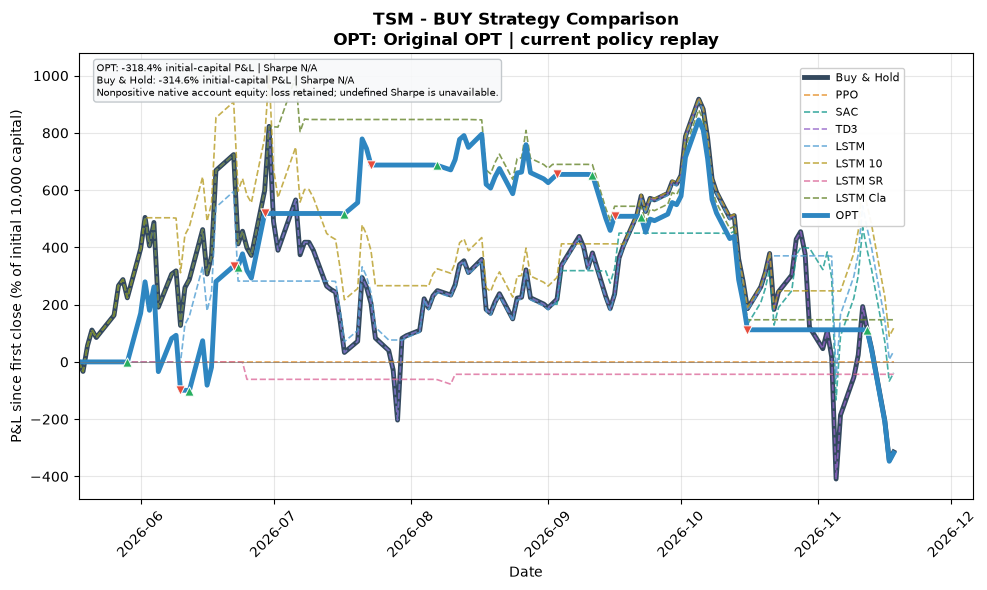 TSM - BUY Strategy Comparison
OPT: Original OPT | current policy replay
OPT: -318.4% initial-capital P&L | Sharpe N/A
Buy & Hold: -314.6% initial-capital P&L | Sharpe N/A
Nonpositive native account equity: loss retained; undefined Sharpe is unavailable.
Buy & Hold
PPO
SAC
TD3
LSTM
LSTM 10
LSTM SR
LSTM Cla
OPT
P&L since first close (% of initial 10,000 capital)
1000
800
600
400
200
0
−200
−400
2026-06
2026-07
2026-08
2026-09
2026-10
2026-11
2026-12
Date